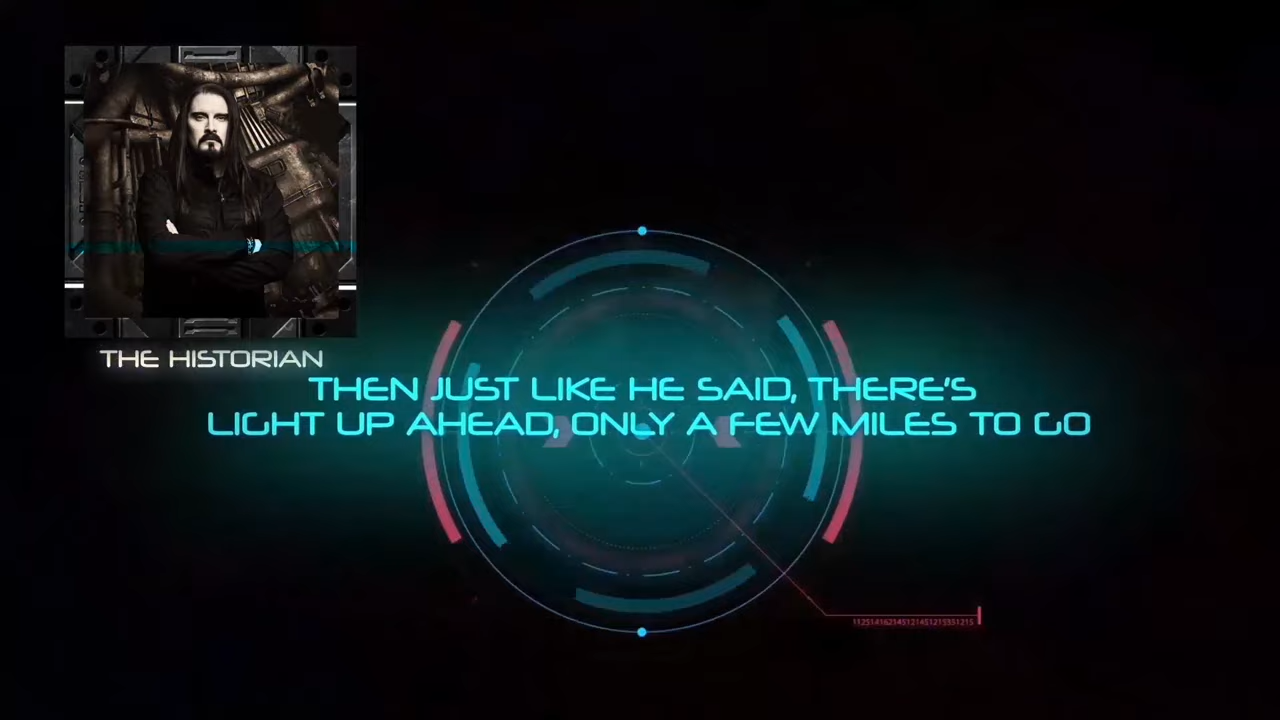 THE HISTORIAN
THEN JUST LIKE HE SAID, THERE'S
LIGHT UP AHEAD, ONLY A FEW MILES TO GO